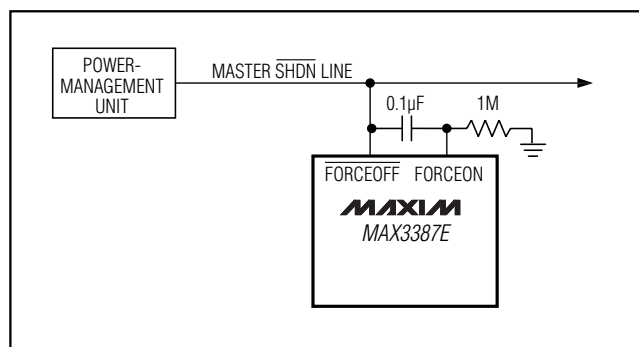 POWER-
MANAGEMENT
UNIT
MASTER SHDN LINE
0.1µF
1M
FORCEOFF FORCEON
MAXIM
MAX3387E